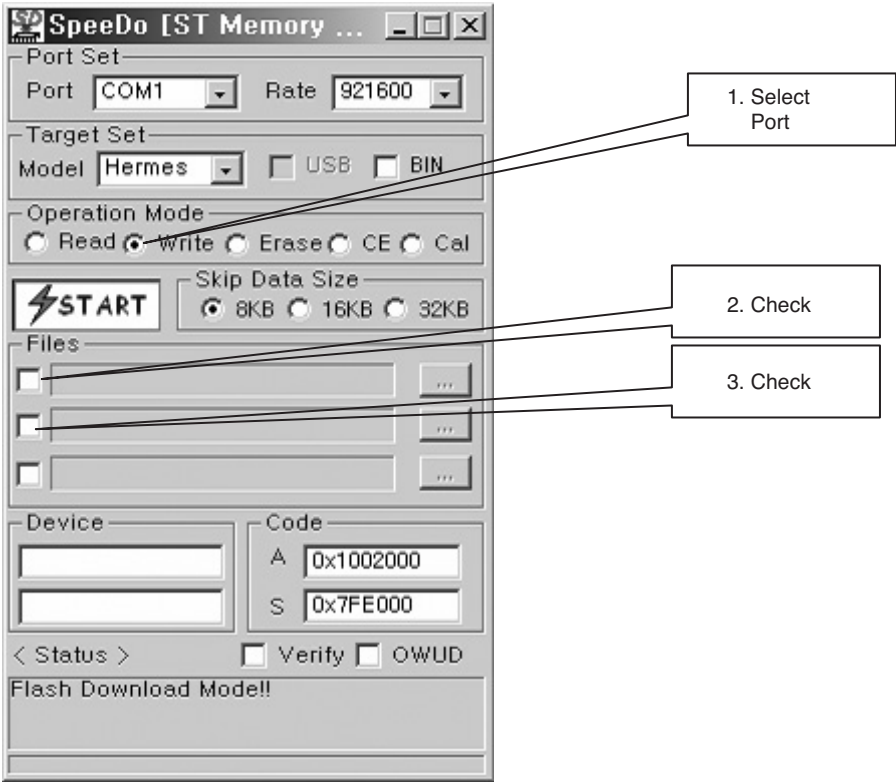 SpeeDo [ST Memory ...
Port Set
Port COM1 Rate 921600
1. Select
Port
Target Set
Model Hermes USB BIN
Operation Mode
Read Write Erase CE Cal
START
Skip Data Size
8KB 16KB 32KB
2. Check
Files
...
3. Check
...
...
Device
Code
A 0x1002000
S 0x7FE000
< Status > Verify OWUD
Flash Download Mode!!